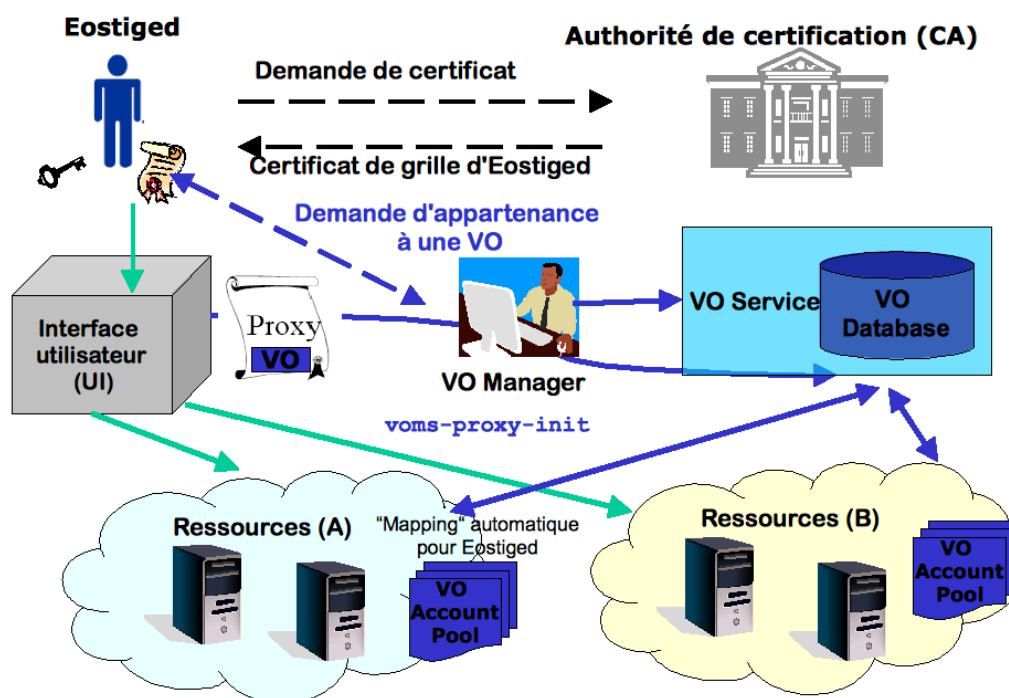 Eostiged
Authorité de certification (CA)
Demande de certificat
Certificat de grille d'Eostiged
Demande d'appartenance
à une VO
Interface
utilisateur
(UI)
Proxy
VO
VO Manager
VO Service
VO
Database
voms-proxy-init
Ressources (A)
“Mapping“ automatique
pour Eostiged
VO
Account
Pool
Ressources (B)
VO
Account
Pool